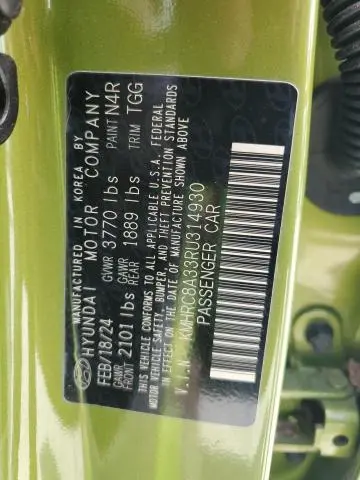 MANUFACTURED IN KOREA BY
HYUNDAI MOTOR COMPANY
FEB/18/24 GVWR 3770 lbs PAINT N4R
GAWR FRONT 2101 lbs GAWR REAR 1889 lbs TRIM TGG
THIS VEHICLE CONFORMS TO ALL APPLICABLE U.S.A. FEDERAL
MOTOR VEHICLE SAFETY, BUMPER, AND THEFT PREVENTION STANDARDS
IN EFFECT ON THE DATE OF MANUFACTURE SHOWN ABOVE
V.I.N: KMHRC8A33RU314930
PASSENGER CAR